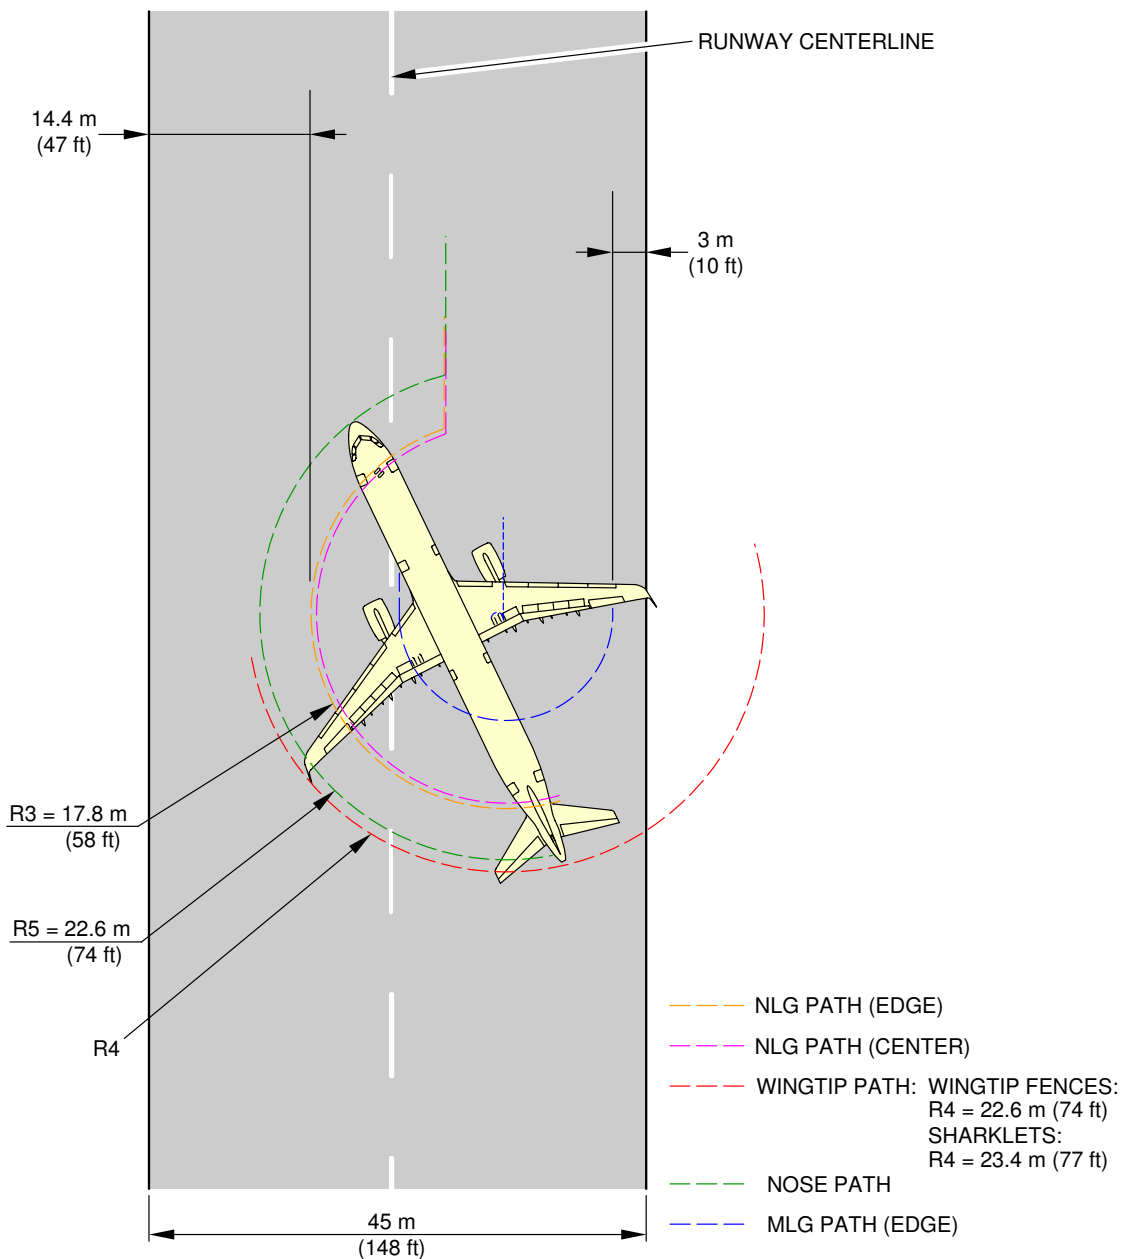 RUNWAY CENTERLINE
14.4 m
(47 ft)
3 m
(10 ft)
R3 = 17.8 m
(58 ft)
R5 = 22.6 m
(74 ft)
R4
NLG PATH (EDGE)
NLG PATH (CENTER)
WINGTIP PATH: WINGTIP FENCES:
R4 = 22.6 m (74 ft)
SHARKLETS:
R4 = 23.4 m (77 ft)
NOSE PATH
MLG PATH (EDGE)
45 m
(148 ft)